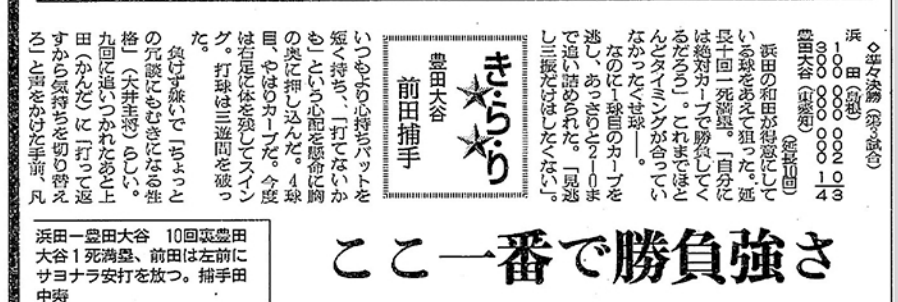 ◇準々決勝(第3試合)
浜田(島根) 100 000 002 0 3
豊田大谷(東愛知) 300 000 000 1 4
(延長10回)
浜田の和田が得意にして
いる球をあえて狙った。延
長十回一死満塁。「自分に
は絶対カーブで勝負してく
るだろう」。これまでほと
んどタイミングが合ってい
なかったくせ球――。
なのに1球目のカーブを
逃し、あっさりと2―0ま
で追い詰められた。「見逃
し三振だけはしたくない」。
き★ら★り
豊田大谷
前田捕手
いつもより心持ちバットを
短く持ち、「打てないか
も」という心配を懸命に胸
の奥に押し込んだ。4球
目、やはりカーブだ。今度
は右足に体を残してスイン
グ。打球は三遊間を破っ
た。
負けず嫌いで「ちょっと
の冗談にもむきになる性
格」(大井主将)らしい。
九回に追いつかれたあと上
田(かんだ)に「打って返
すから気持ちを切り替え
ろ」と声をかけた手前、凡
ここ一番で勝負強さ
浜田―豊田大谷 10回裏豊田
大谷1死満塁、前田は左前に
サヨナラ安打を放つ。捕手田
中寿